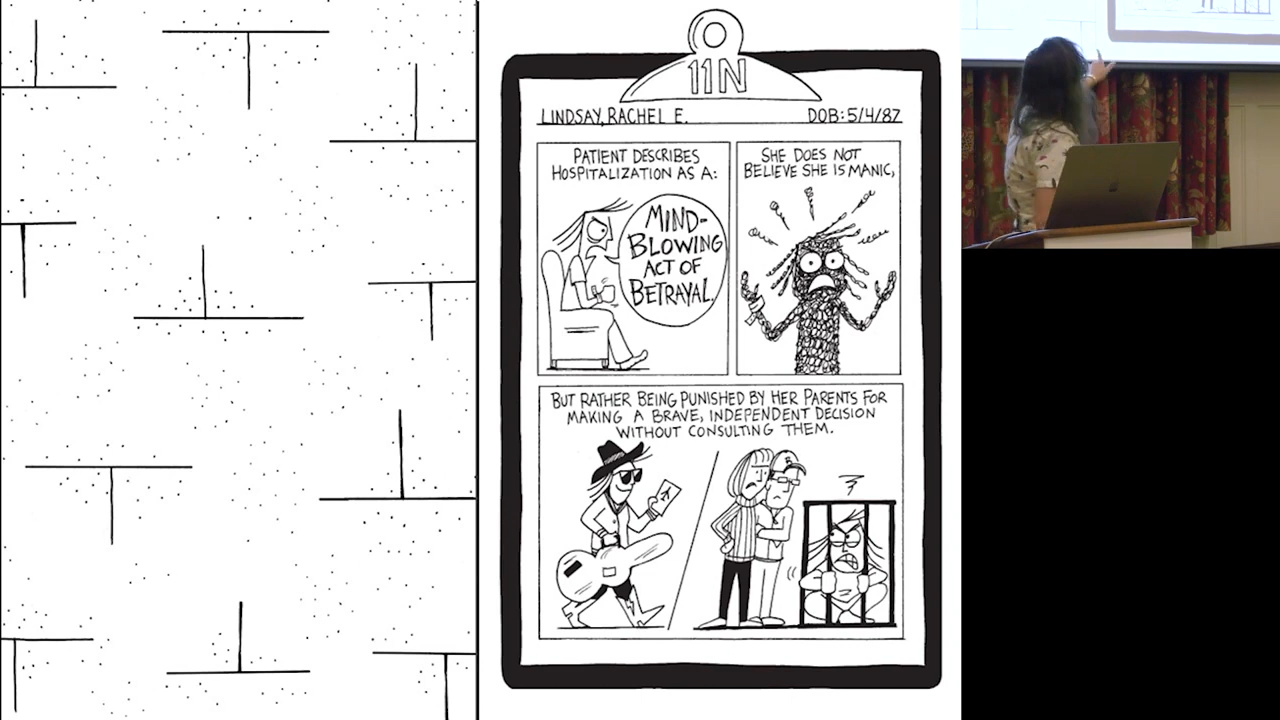 11N
LINDSAY, RACHEL E. DOB: 5/4/87
PATIENT DESCRIBES
HOSPITALIZATION AS A:
MIND-
BLOWING
ACT OF
BETRAYAL.
SHE DOES NOT
BELIEVE SHE IS MANIC,
BUT RATHER BEING PUNISHED BY HER PARENTS FOR
MAKING A BRAVE, INDEPENDENT DECISION
WITHOUT CONSULTING THEM.